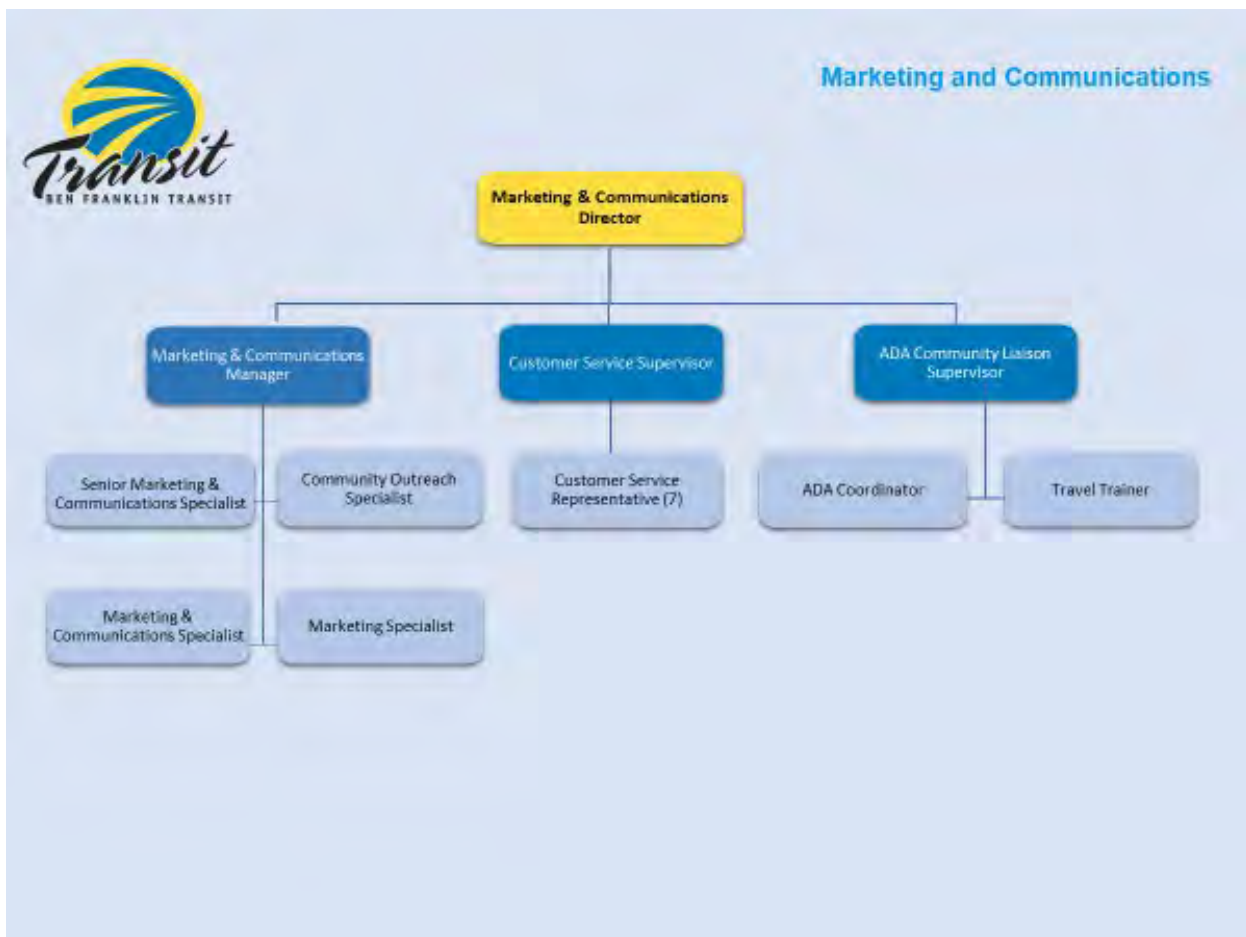 Marketing and Communications
Transit
BEN FRANKLIN TRANSIT
Marketing & Communications
Director
Marketing & Communications
Manager
Customer Service Supervisor
ADA Community Liaison
Supervisor
Senior Marketing &
Communications Specialist
Community Outreach
Specialist
Customer Service
Representative (7)
ADA Coordinator
Travel Trainer
Marketing &
Communications Specialist
Marketing Specialist